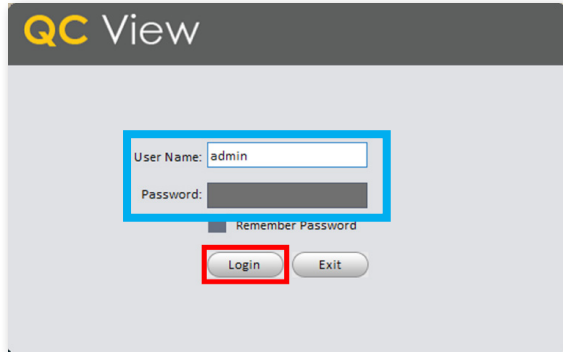 QC View
User Name: admin
Password:
Remember Password
Login Exit